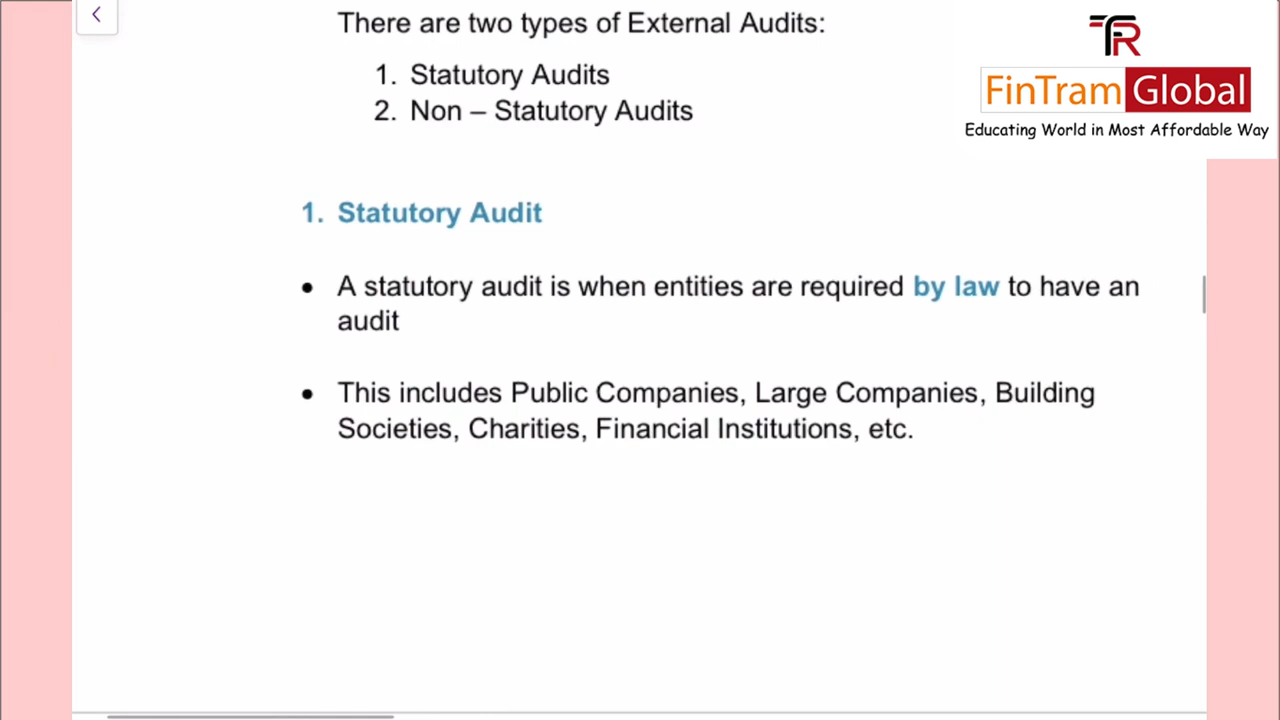 There are two types of External Audits:
1. Statutory Audits
2. Non – Statutory Audits
TR
FinTram Global
Educating World in Most Affordable Way
1. Statutory Audit
• A statutory audit is when entities are required by law to have an
audit
• This includes Public Companies, Large Companies, Building
Societies, Charities, Financial Institutions, etc.